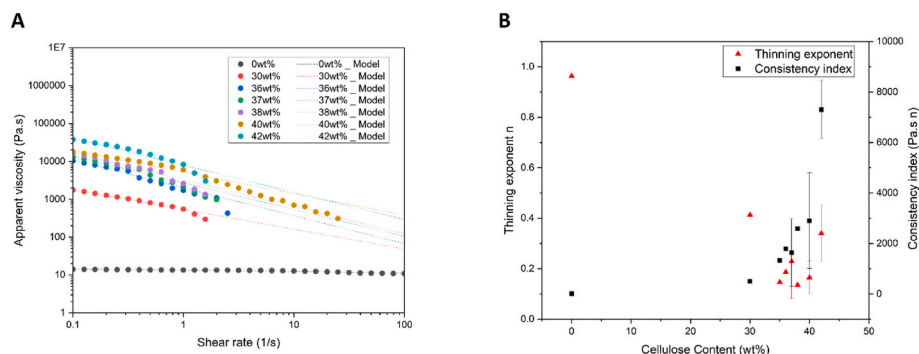 A
Apparent viscosity (Pa.s)
1E7
1000000
100000
10000
1000
100
10
1
0.1
1
10
100
Shear rate (1/s)
0wt% 0wt% _ Model
30wt% 30wt% _ Model
36wt% 36wt% _ Model
37wt% 37wt% _ Model
38wt% 38wt% _ Model
40wt% 40wt% _ Model
42wt% 42wt% _ Model
B
Thinning exponent n
1.0
0.8
0.6
0.4
0.2
0.0
Thinning exponent
Consistency index
10000
8000
6000
4000
2000
0
Consistency index (Pa.s n)
0
10
20
30
40
50
Cellulose Content (wt%)